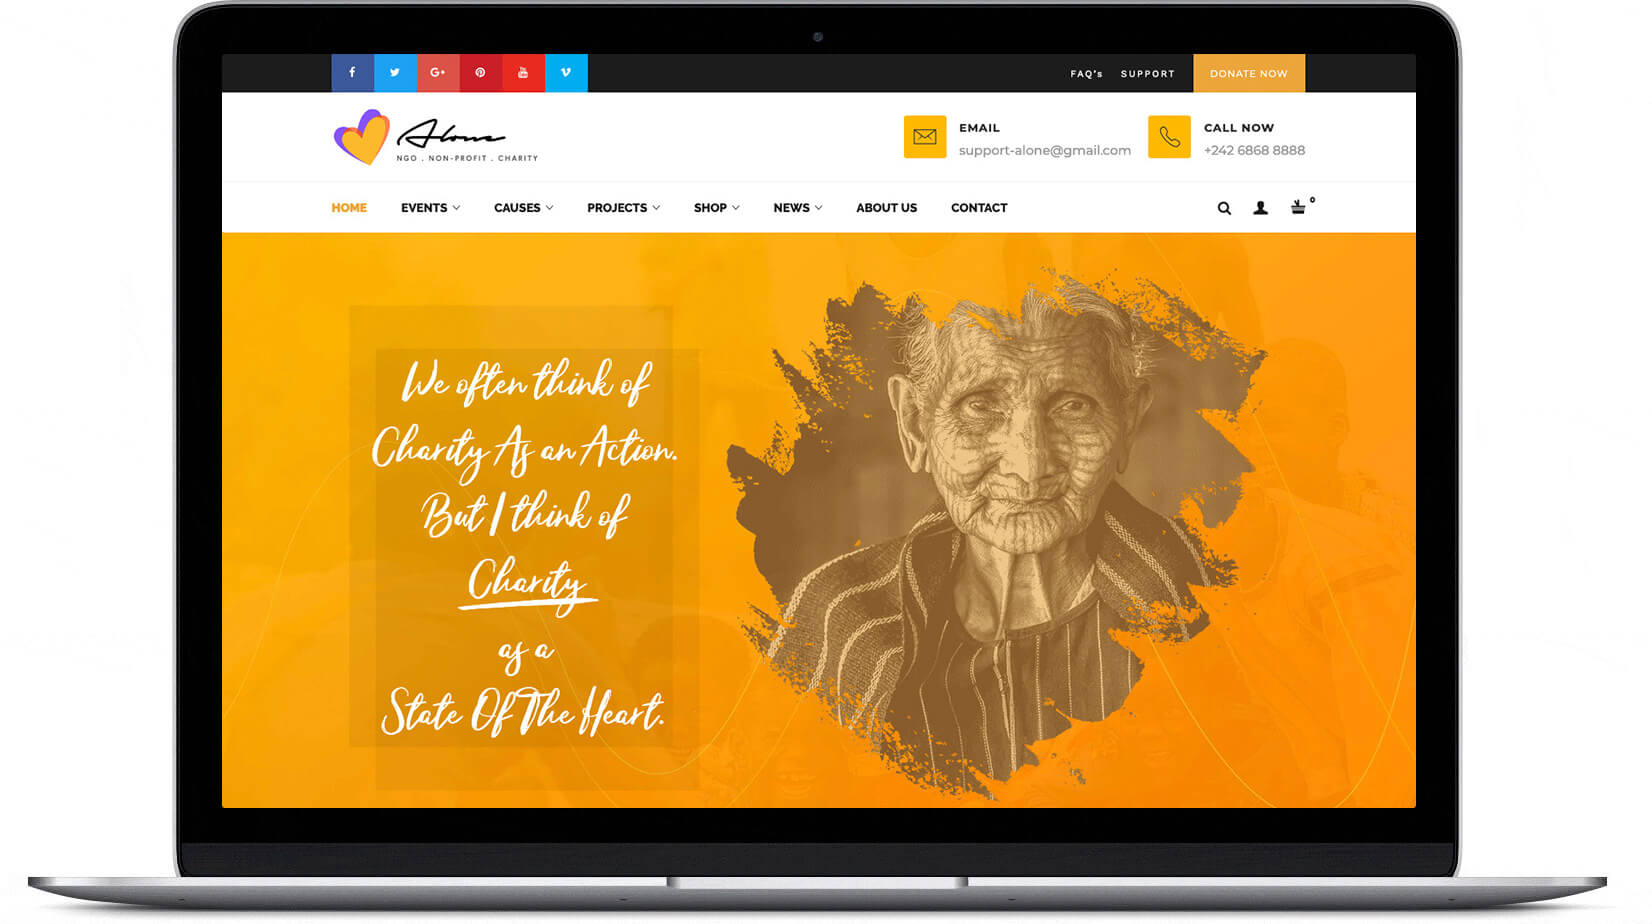 FAQ's SUPPORT DONATE NOW
Alone
NGO . NON-PROFIT . CHARITY
EMAIL
support-alone@gmail.com
CALL NOW
+242 6868 8888
HOME EVENTS CAUSES PROJECTS SHOP NEWS ABOUT US CONTACT
0
We often think of
Charity As an Action.
But I think of
Charity
as a
State Of The Heart.